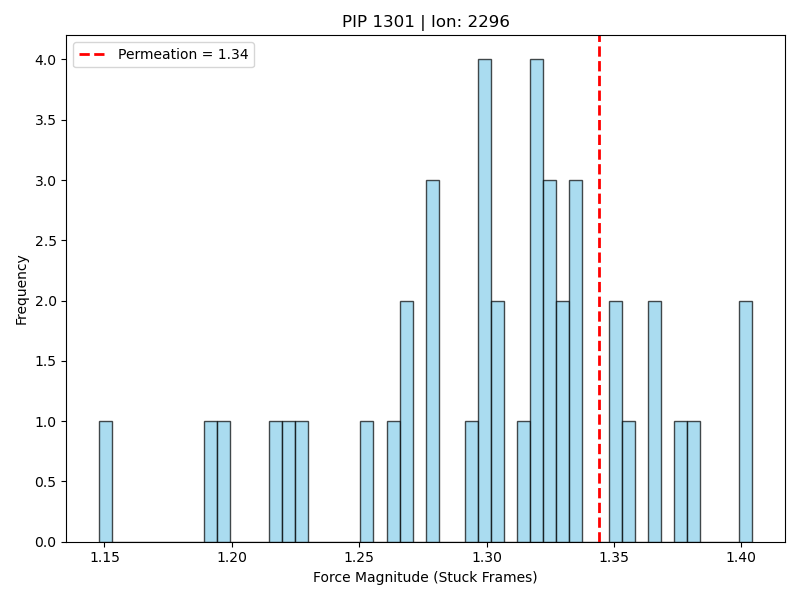 PIP 1301 | Ion: 2296
Permeation = 1.34
Frequency
4.0
3.5
3.0
2.5
2.0
1.5
1.0
0.5
0.0
1.15 1.20 1.25 1.30 1.35 1.40
Force Magnitude (Stuck Frames)